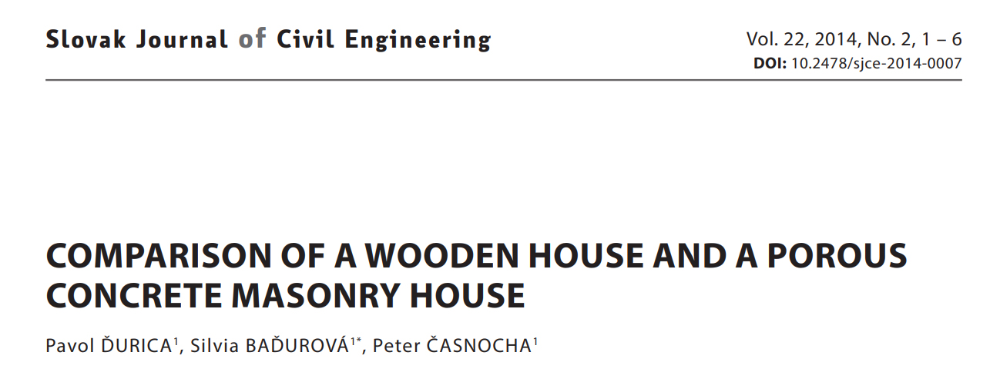 Slovak Journal of Civil Engineering
Vol. 22, 2014, No. 2, 1 – 6
DOI: 10.2478/sjce-2014-0007
COMPARISON OF A WOODEN HOUSE AND A POROUS
CONCRETE MASONRY HOUSE
Pavol ĎURICA¹, Silvia BAĎUROVÁ¹*, Peter ČASNOCHA¹